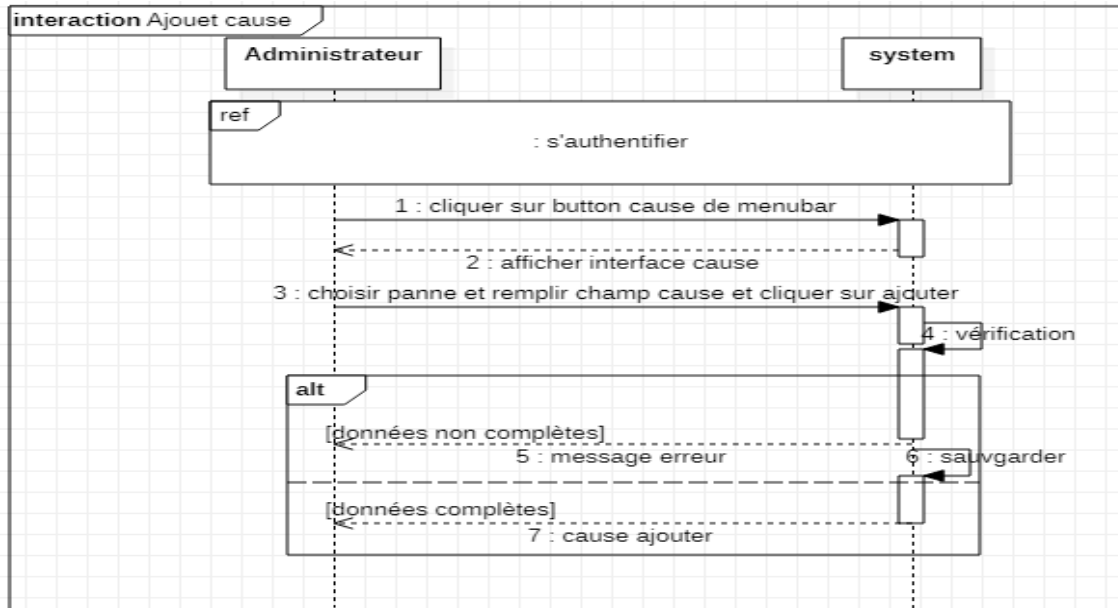 interaction Ajouet cause
Administrateur
system
ref
: s'authentifier
1 : cliquer sur button cause de menubar
2 : afficher interface cause
3 : choisir panne et remplir champ cause et cliquer sur ajouter
4 : vérification
alt
[données non complètes]
5 : message erreur
6 : sauvgarder
[données complètes]
7 : cause ajouter